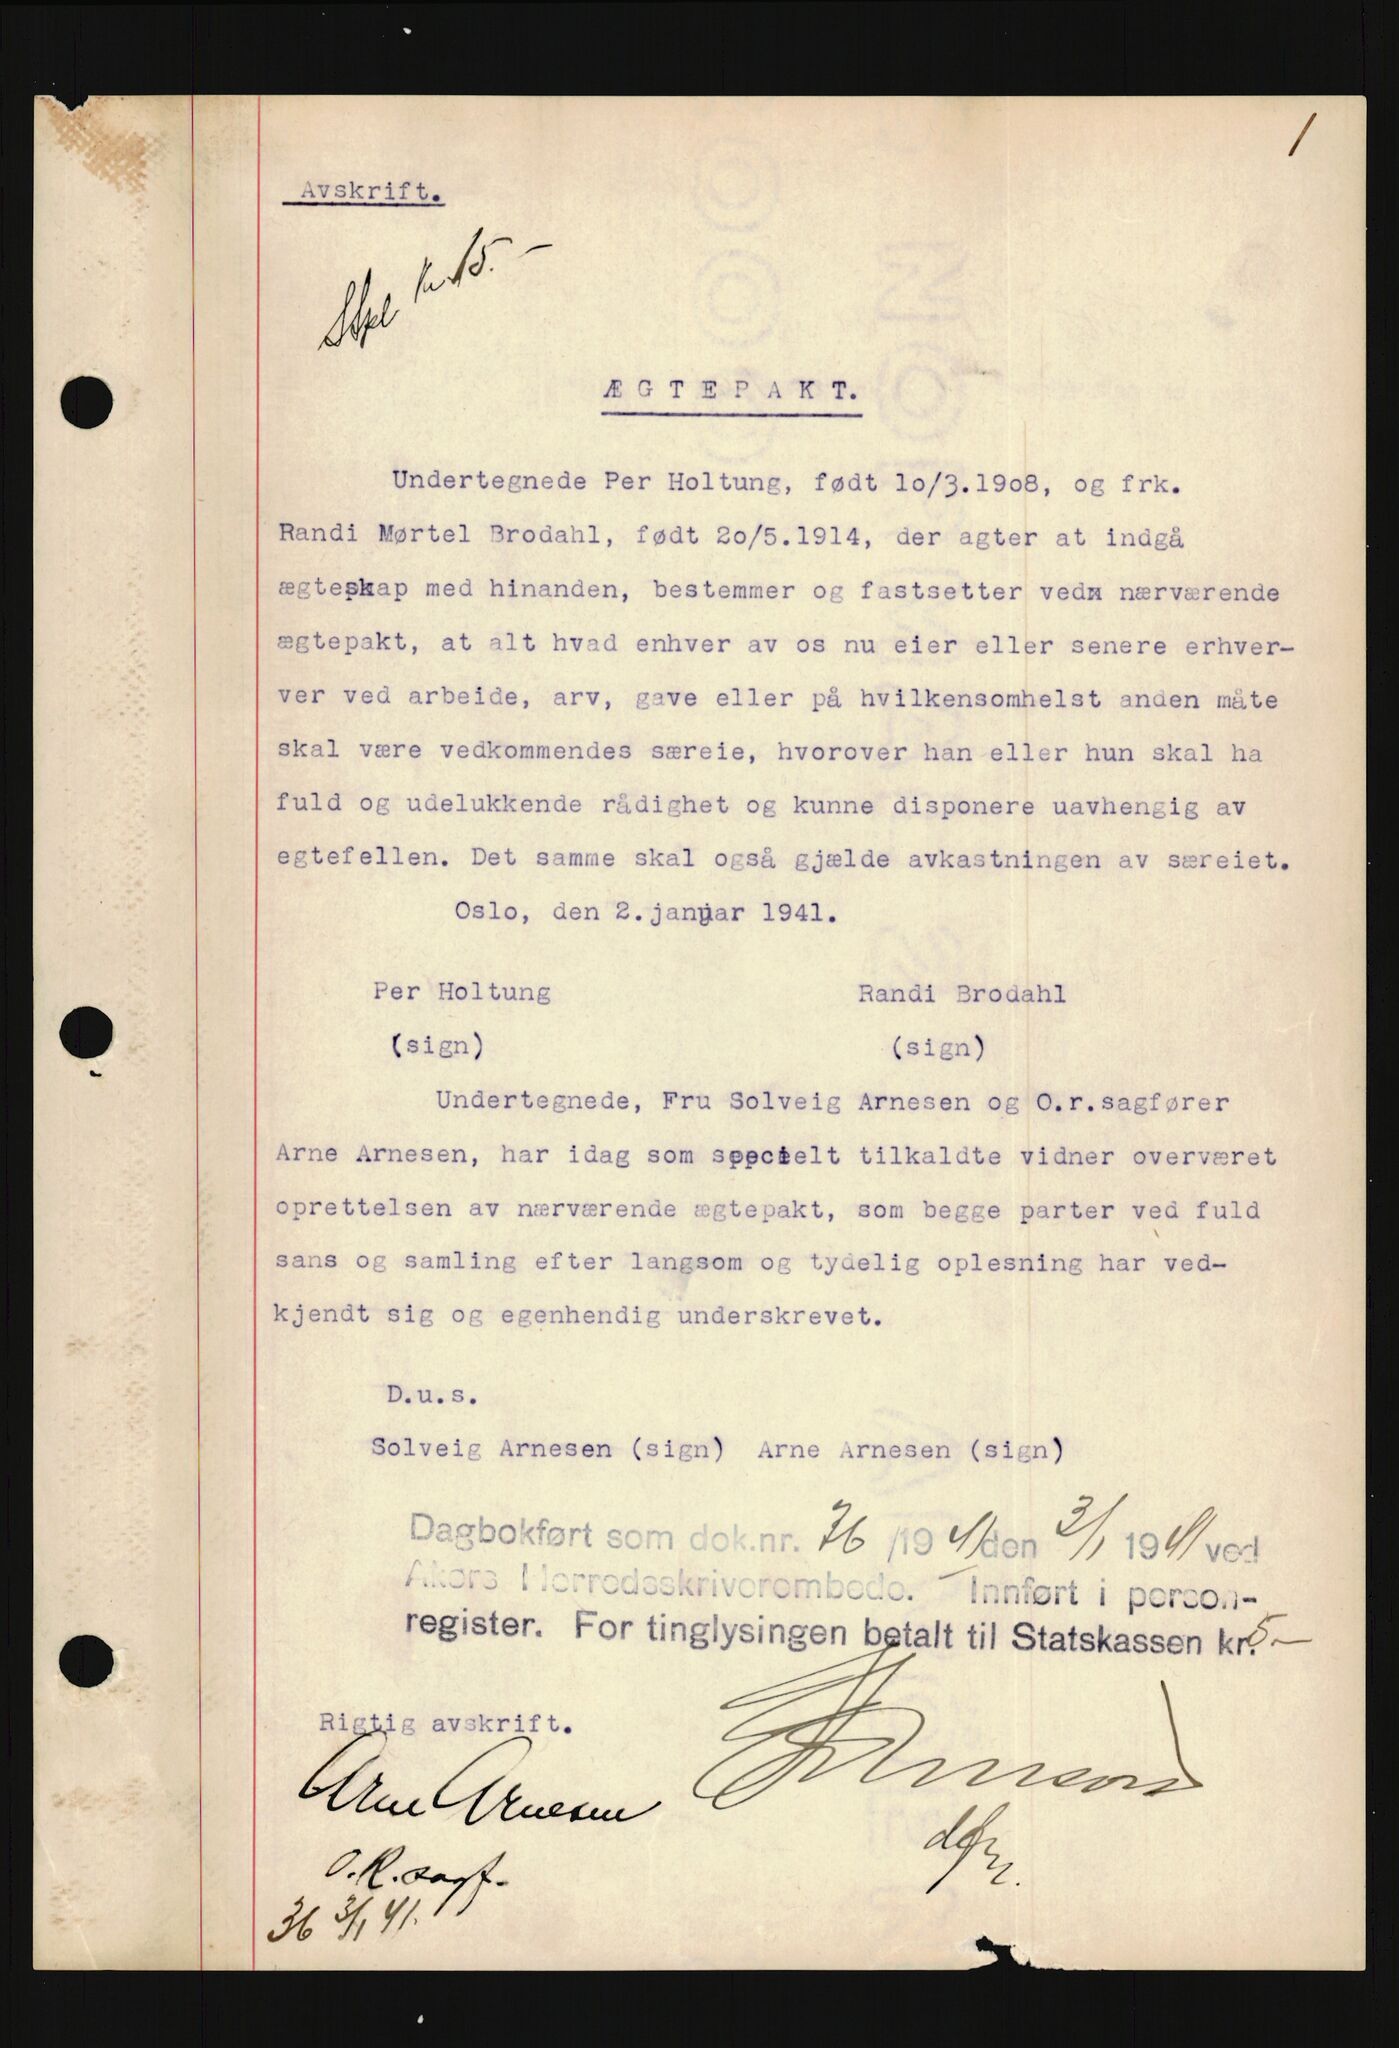 1
Avskrift.
Stpl kr 15.-
ÆGTEPAKT.
Undertegnede Per Holtung, født 1o/3.19o8, og frk.
Randi Mørtel Brodahl, født 2o/5.1914, der agter at indgå
ægteskap med hinanden, bestemmer og fastsetter ved nærværende
ægtepakt, at alt hvad enhver av os nu eier eller senere erhver-
ver ved arbeide, arv, gave eller på hvilkensomhelst anden måte
skal være vedkommendes særeie, hvorover han eller hun skal ha
fuld og udelukkende rådighet og kunne disponere uavhengig av
egtefellen. Det samme skal også gjælde avkastningen av særeiet.
Oslo, den 2.januar 1941.
Per Holtung Randi Brodahl
(sign) (sign)
Undertegnede, Fru Solveig Arnesen og O.r.sagfører
Arne Arnesen, har idag som specielt tilkaldte vidner overværet
oprettelsen av nærværende ægtepakt, som begge parter ved fuld
sans og samling efter langsom og tydelig oplesning har ved-
kjendt sig og egenhendig underskrevet.
D.u.s.
Solveig Arnesen (sign) Arne Arnesen (sign)
Dagbokført som dok.nr. 36 /1941 den 3/1 1941 ved
Akers Herredsskriverembede. Innført i person-
register. For tinglysingen betalt til Statskassen kr. 5-
Rigtig avskrift.
Arne Arnesen
O.R.sagf.
36 3/1 41.